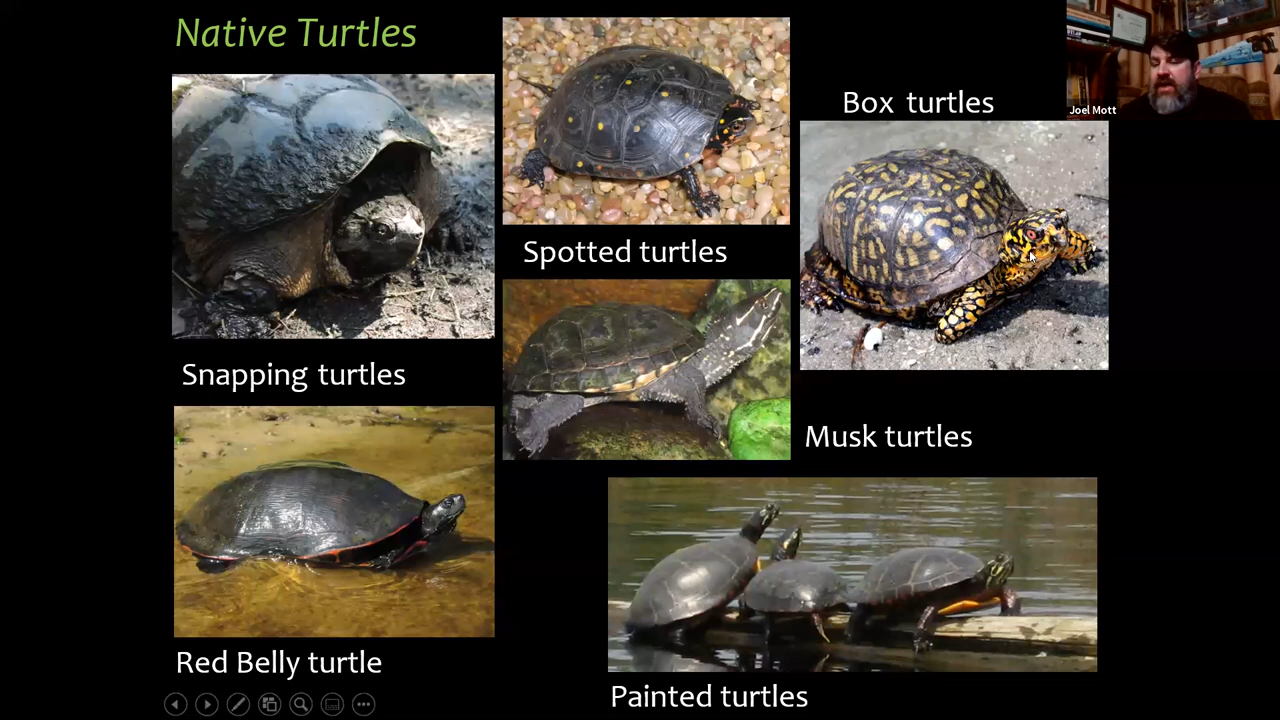 Native Turtles
Joel Mott
Box turtles
Spotted turtles
Snapping turtles
Musk turtles
Red Belly turtle
Painted turtles